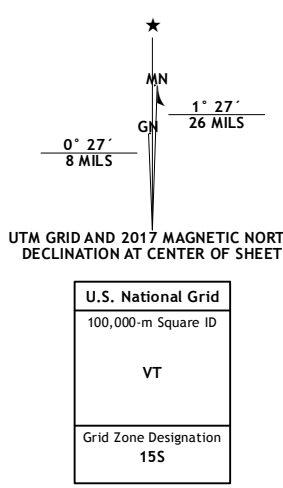 ★
MN
1° 27´
26 MILS
GN
0° 27´
8 MILS
UTM GRID AND 2017 MAGNETIC NORT
DECLINATION AT CENTER OF SHEET
U.S. National Grid
100,000-m Square ID
VT
Grid Zone Designation
15S